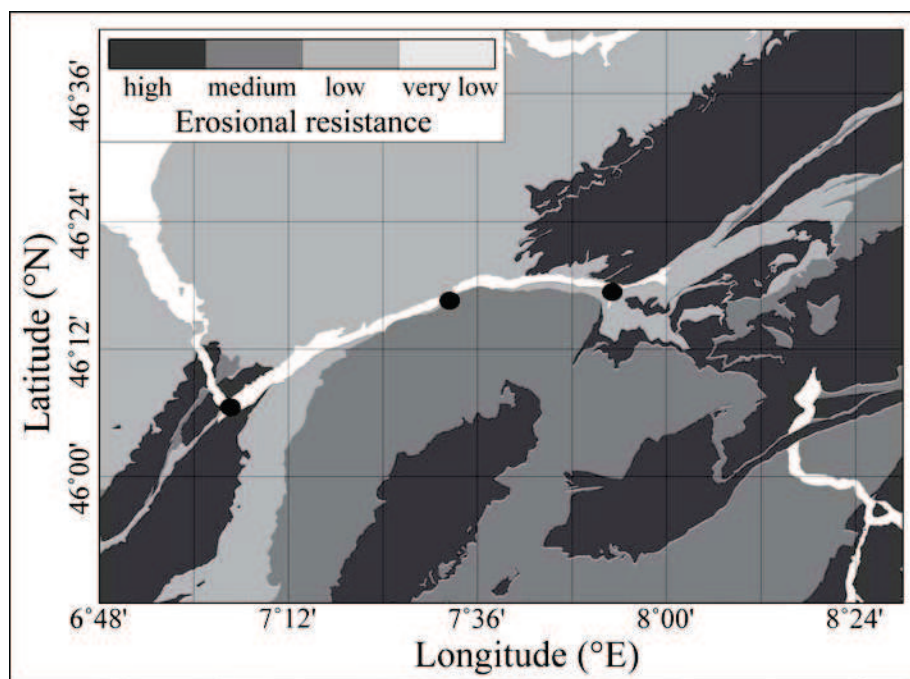 high medium low very low
Erosional resistance
46°36'
46°24'
46°12'
46°00'
Latitude (°N)
6°48' 7°12' 7°36' 8°00' 8°24'
Longitude (°E)